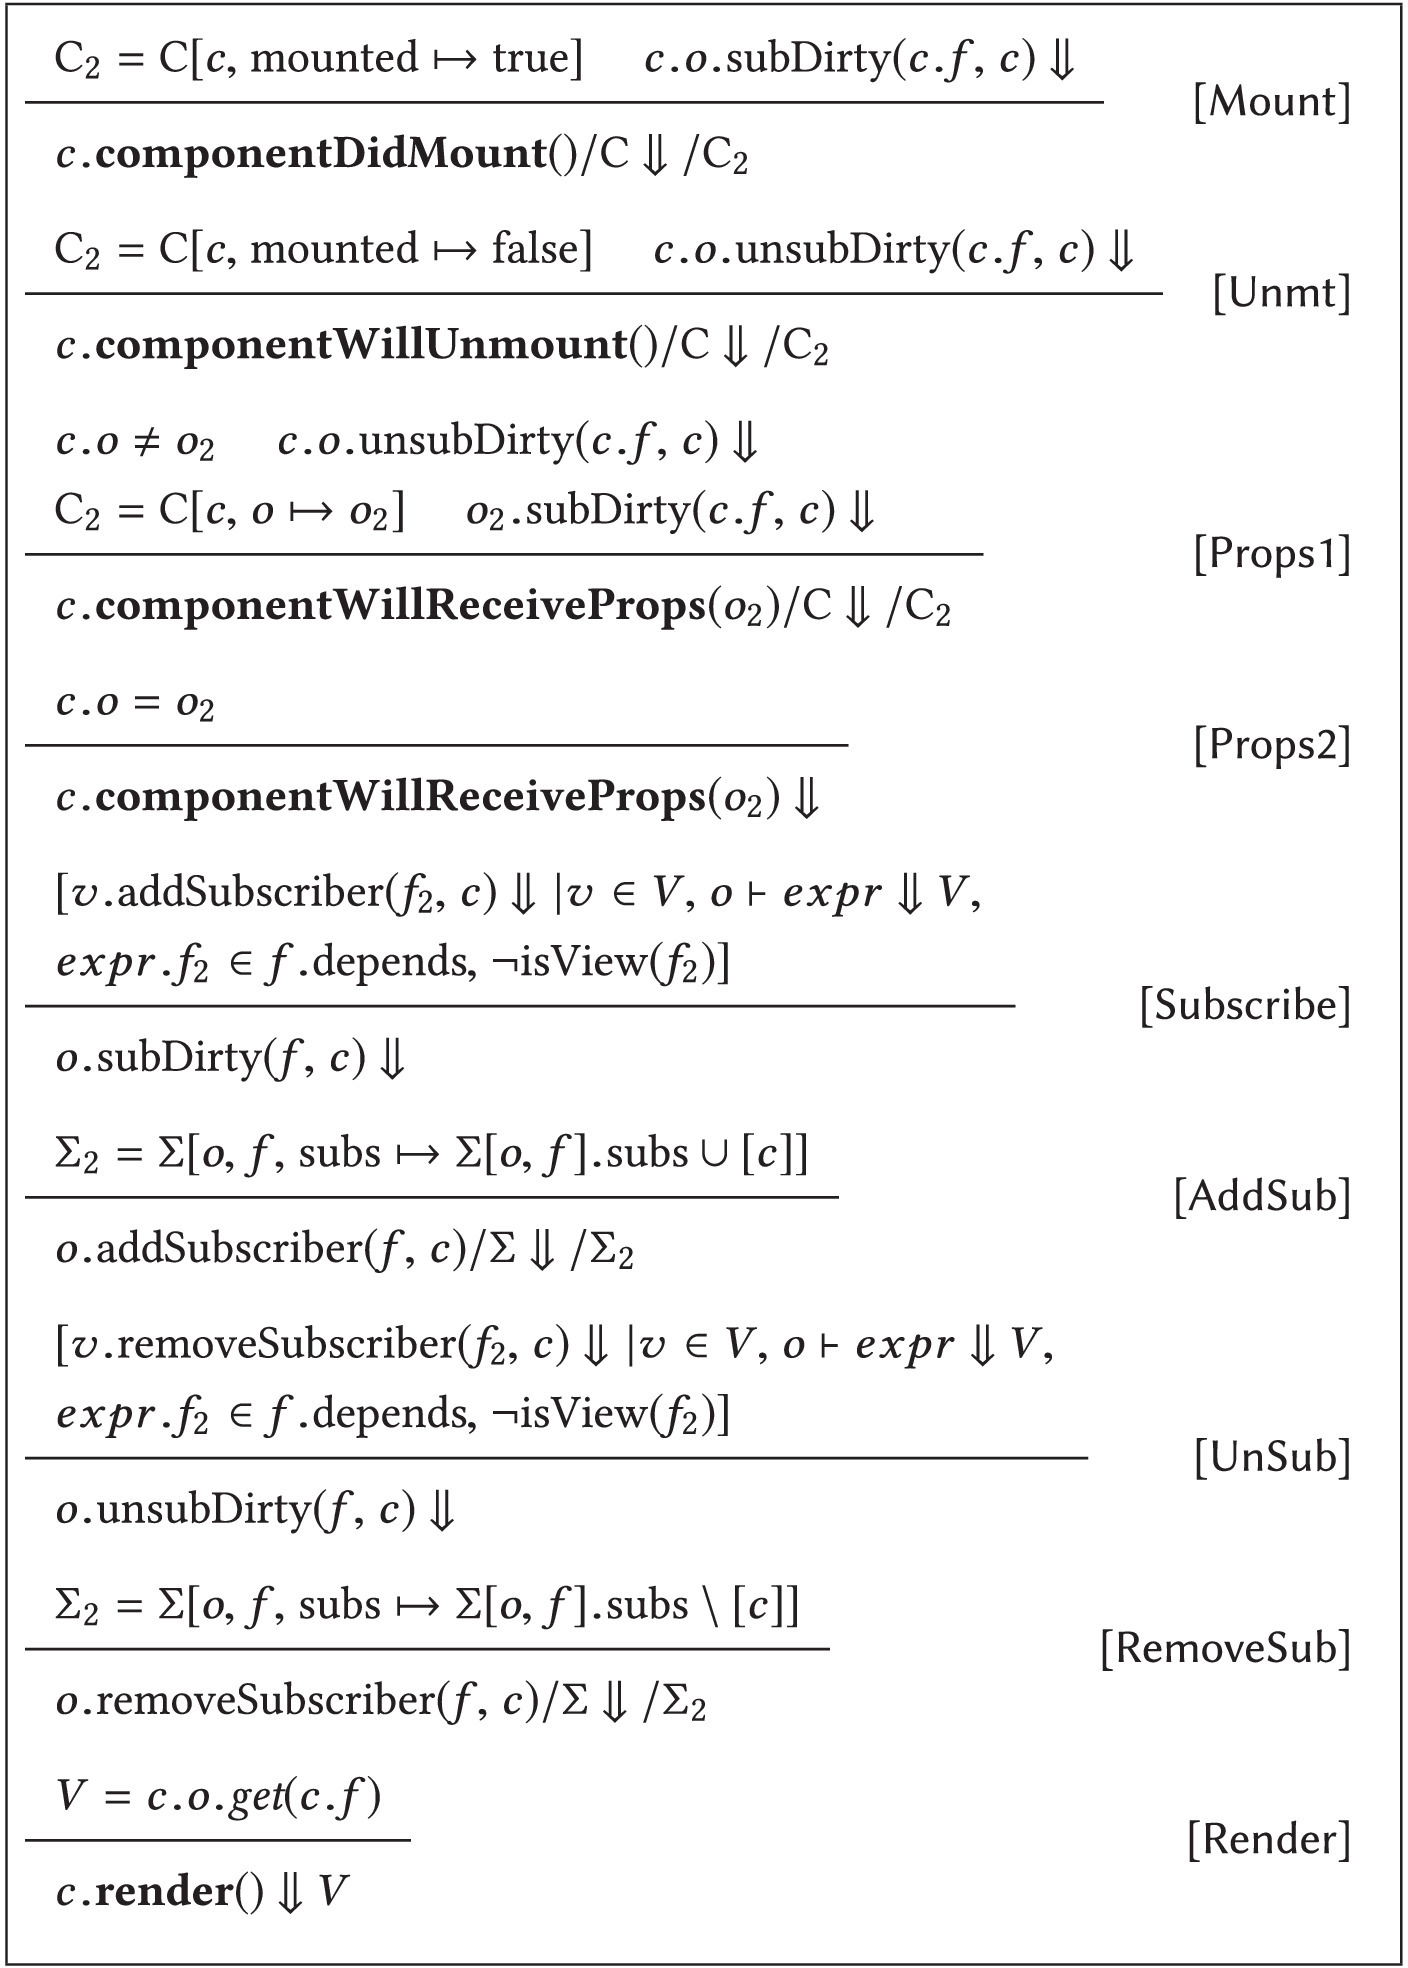 C₂ = C[c, mounted ↦ true] c.o.subDirty(c.f, c) ⇓
[Mount]
c.componentDidMount()/C ⇓ /C₂
C₂ = C[c, mounted ↦ false] c.o.unsubDirty(c.f, c) ⇓
[Unmt]
c.componentWillUnmount()/C ⇓ /C₂
c.o ≠ o₂ c.o.unsubDirty(c.f, c) ⇓
C₂ = C[c, o ↦ o₂] o₂.subDirty(c.f, c) ⇓
[Props1]
c.componentWillReceiveProps(o₂)/C ⇓ /C₂
c.o = o₂
[Props2]
c.componentWillReceiveProps(o₂) ⇓
[v.addSubscriber(f₂, c) ⇓ |v ∈ V, o ⊢ expr ⇓ V,
expr.f₂ ∈ f.depends, ¬isView(f₂)]
[Subscribe]
o.subDirty(f, c) ⇓
Σ₂ = Σ[o, f, subs ↦ Σ[o, f].subs ∪ [c]]
[AddSub]
o.addSubscriber(f, c)/Σ ⇓ /Σ₂
[v.removeSubscriber(f₂, c) ⇓ |v ∈ V, o ⊢ expr ⇓ V,
expr.f₂ ∈ f.depends, ¬isView(f₂)]
[UnSub]
o.unsubDirty(f, c) ⇓
Σ₂ = Σ[o, f, subs ↦ Σ[o, f].subs \ [c]]
[RemoveSub]
o.removeSubscriber(f, c)/Σ ⇓ /Σ₂
V = c.o.get(c.f)
[Render]
c.render() ⇓ V